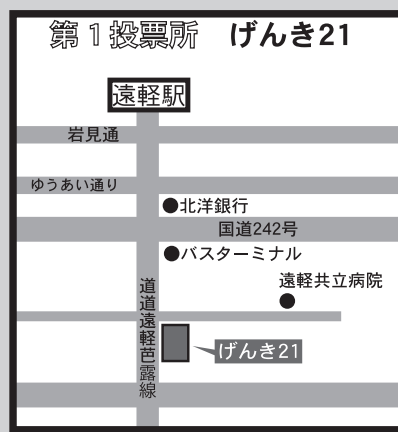 第1投票所　げんき21
遠軽駅
岩見通
ゆうあい通り
●北洋銀行
国道242号
●バスターミナル
遠軽共立病院
道道遠軽芭露線
げんき21